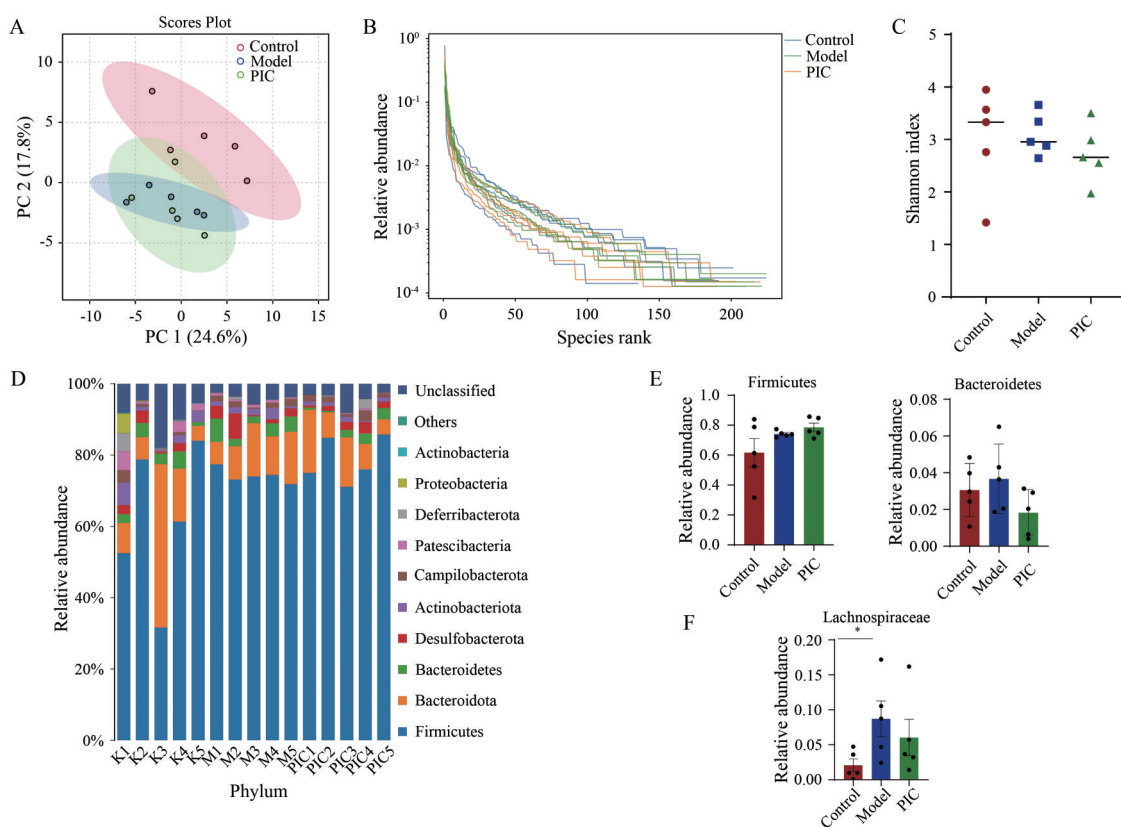 A
Scores Plot
Control
Model
PIC
10
5
0
-5
PC 2 (17.8%)
-10 -5 0 5 10 15
PC 1 (24.6%)
B
Control
Model
PIC
10⁰
10⁻¹
10⁻²
10⁻³
10⁻⁴
Relative abundance
0 50 100 150 200
Species rank
C
5
4
3
2
1
0
Shannon index
Control Model PIC
D
100%
80%
60%
40%
20%
0%
Relative abundance
K1 K2 K3 K4 K5 M1 M2 M3 M4 M5 PIC1 PIC2 PIC3 PIC4 PIC5
Phylum
Unclassified
Others
Actinobacteria
Proteobacteria
Deferribacterota
Patescibacteria
Campilobacterota
Actinobacteriota
Desulfobacterota
Bacteroidetes
Bacteroidota
Firmicutes
E
Firmicutes
1.0
0.8
0.6
0.4
0.2
0.0
Relative abundance
Control Model PIC
Bacteroidetes
0.08
0.06
0.04
0.02
0.00
Relative abundance
Control Model PIC
F
Lachnospiraceae
*
0.20
0.15
0.10
0.05
0.00
Relative abundance
Control Model PIC